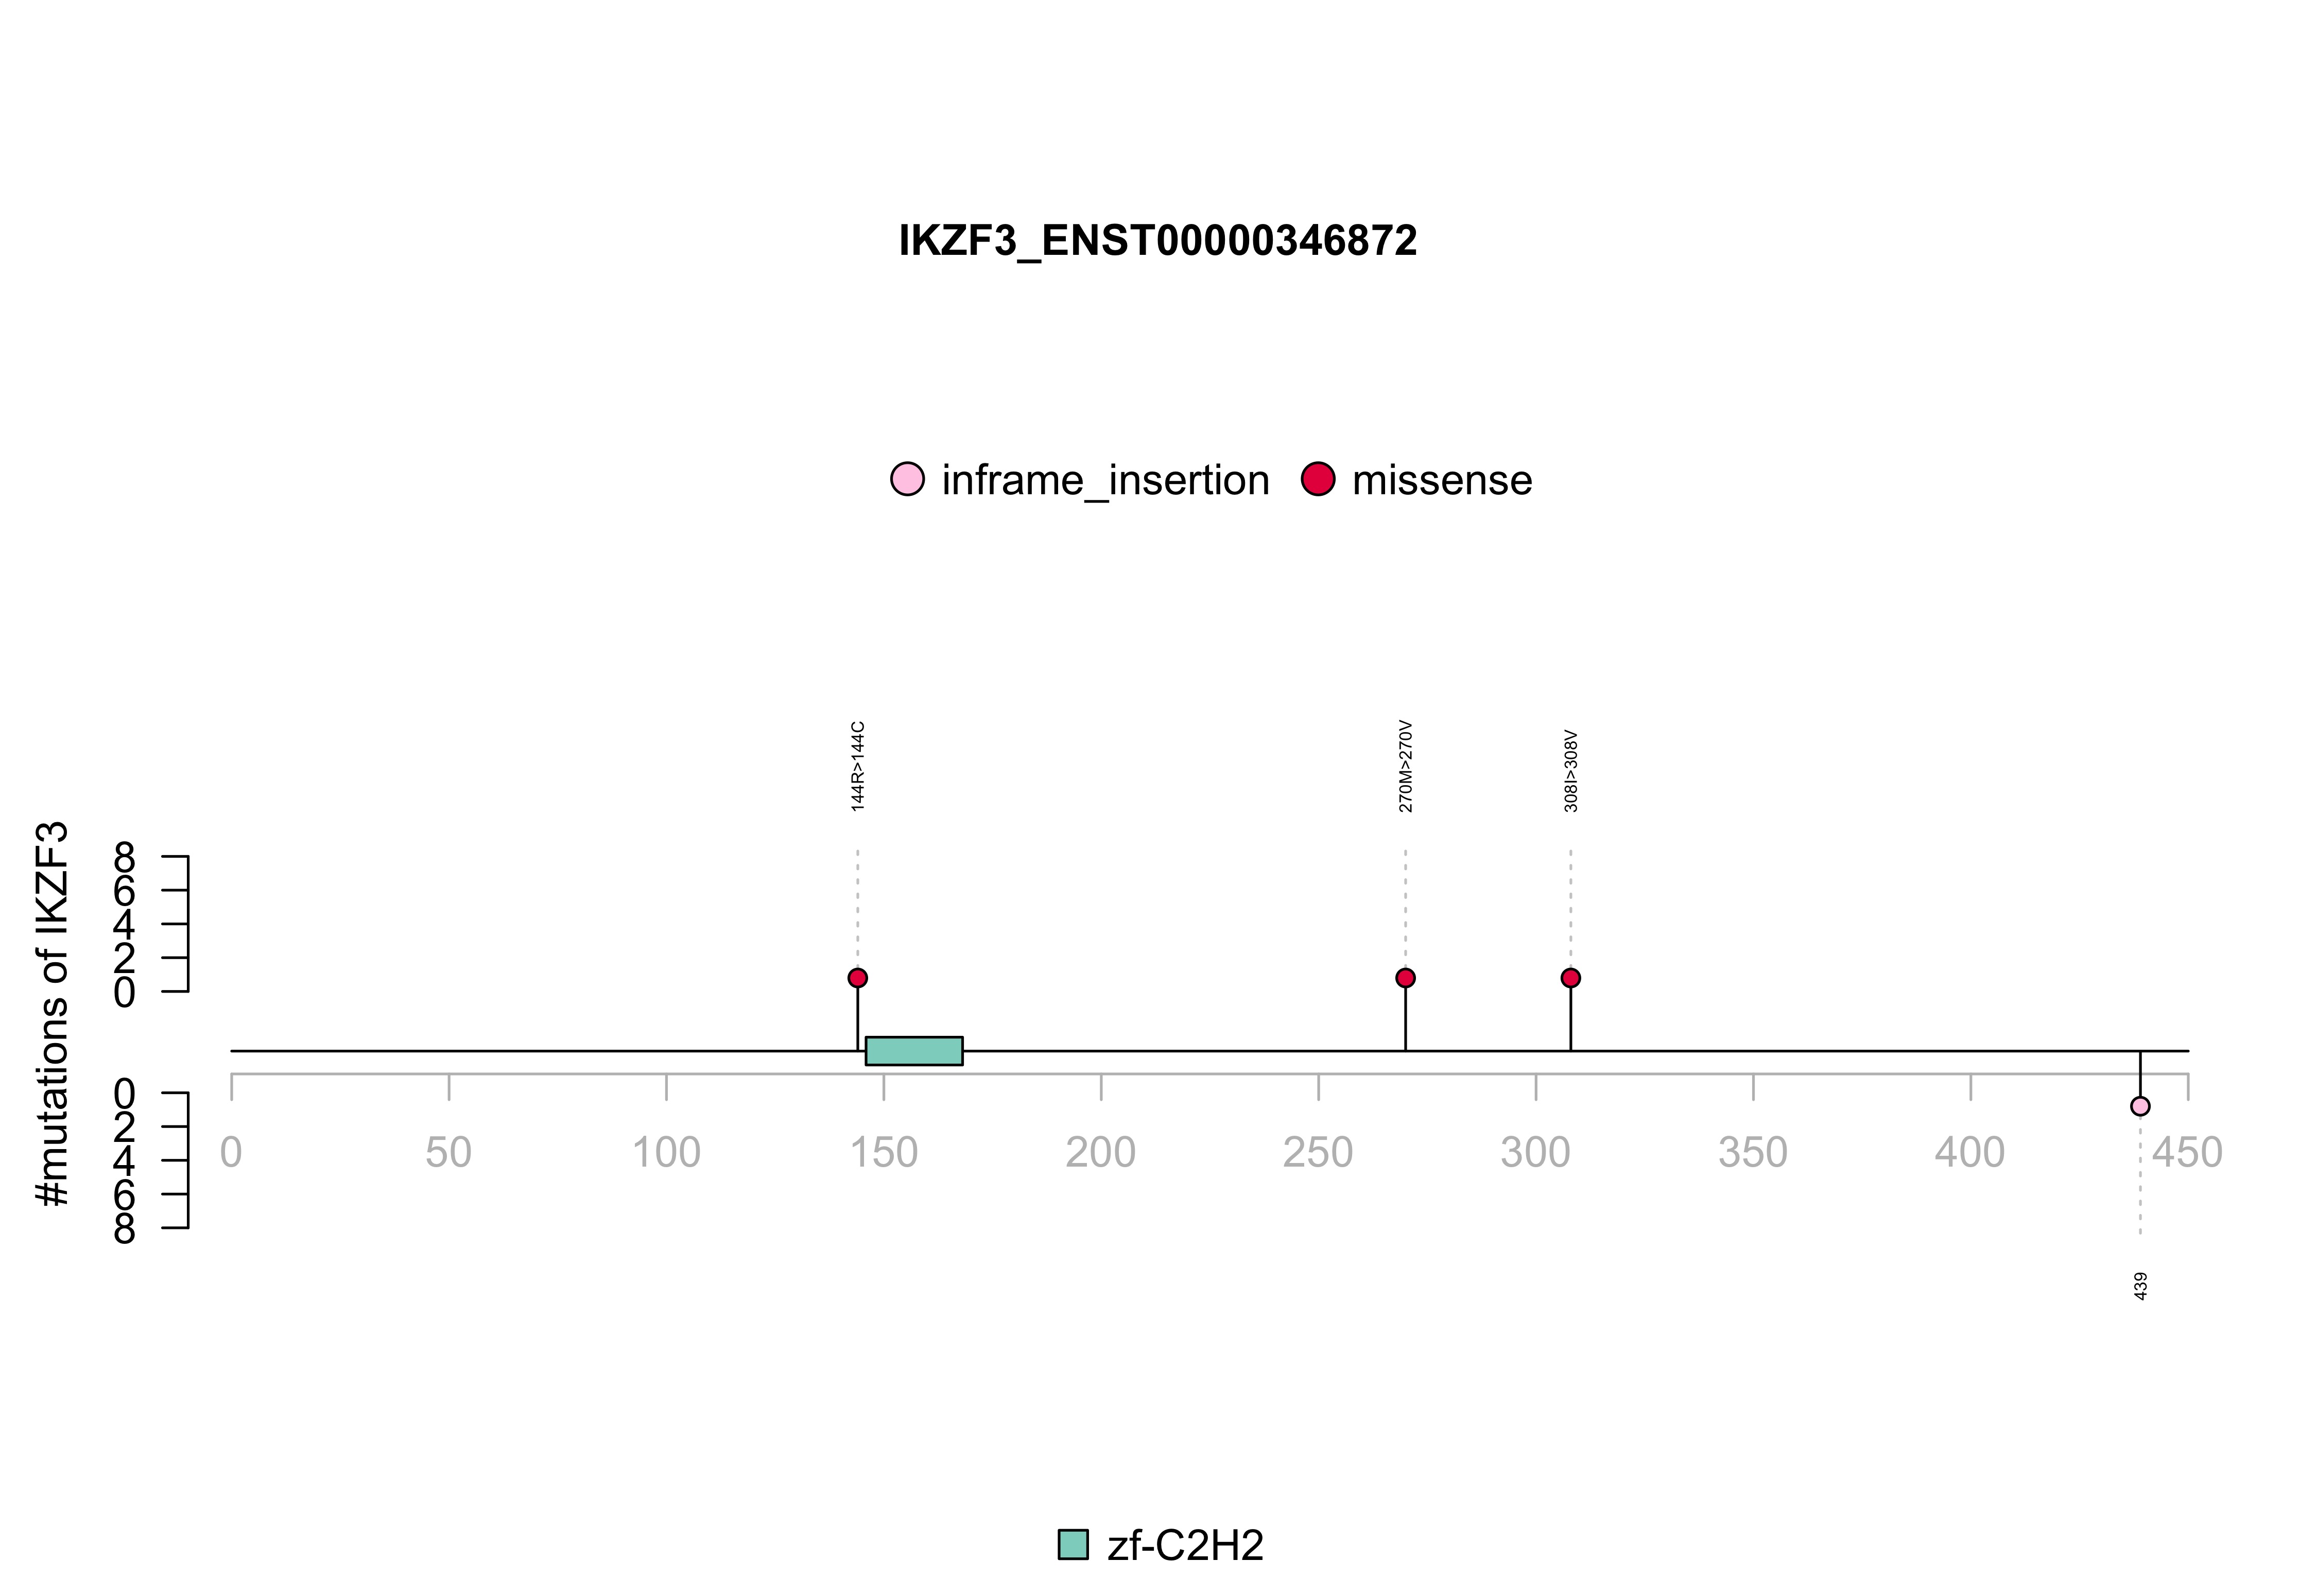 IKZF3_ENST00000346872
inframe_insertion missense
144R>144C
270M>270V
308I>308V
#mutations of IKZF3
8
6
4
2
0
0
2
4
6
8
0 50 100 150 200 250 300 350 400 450
439
zf-C2H2